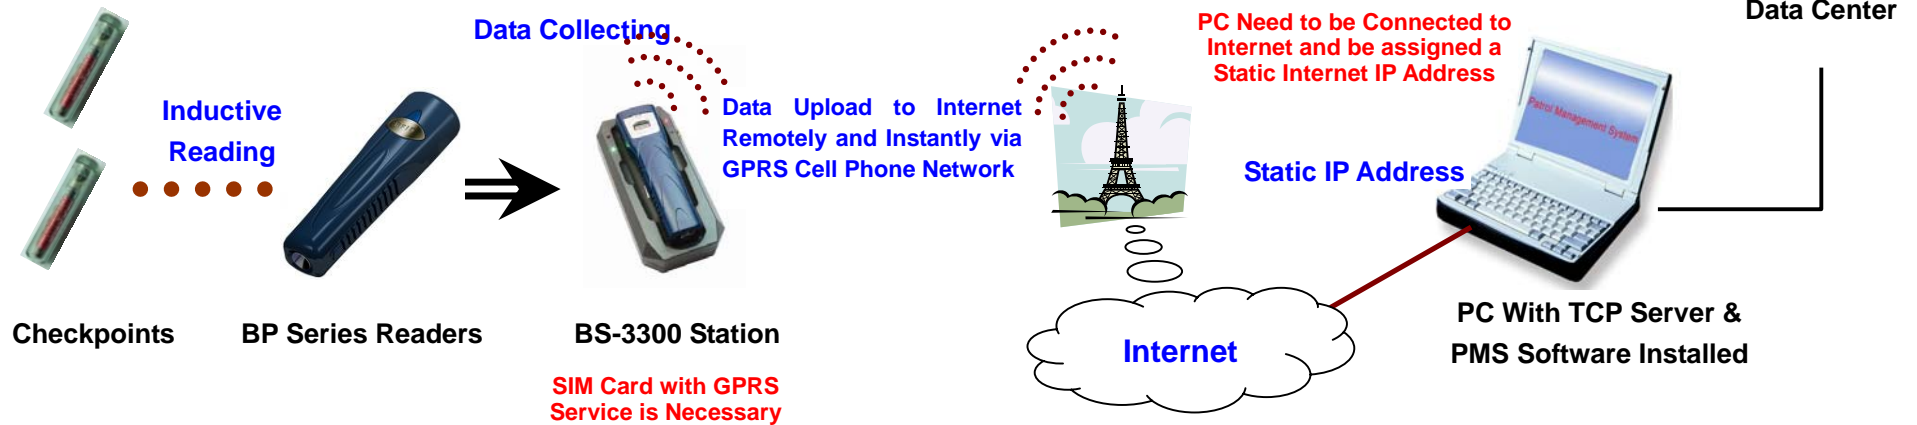 Data Center
PC Need to be Connected to
Internet and be assigned a
Static Internet IP Address
Data Collecting
Inductive
Reading
Data Upload to Internet
Remotely and Instantly via
GPRS Cell Phone Network
Patrol Management System
Static IP Address
Checkpoints
BP Series Readers
BS-3300 Station
SIM Card with GPRS
Service is Necessary
Internet
PC With TCP Server &
PMS Software Installed